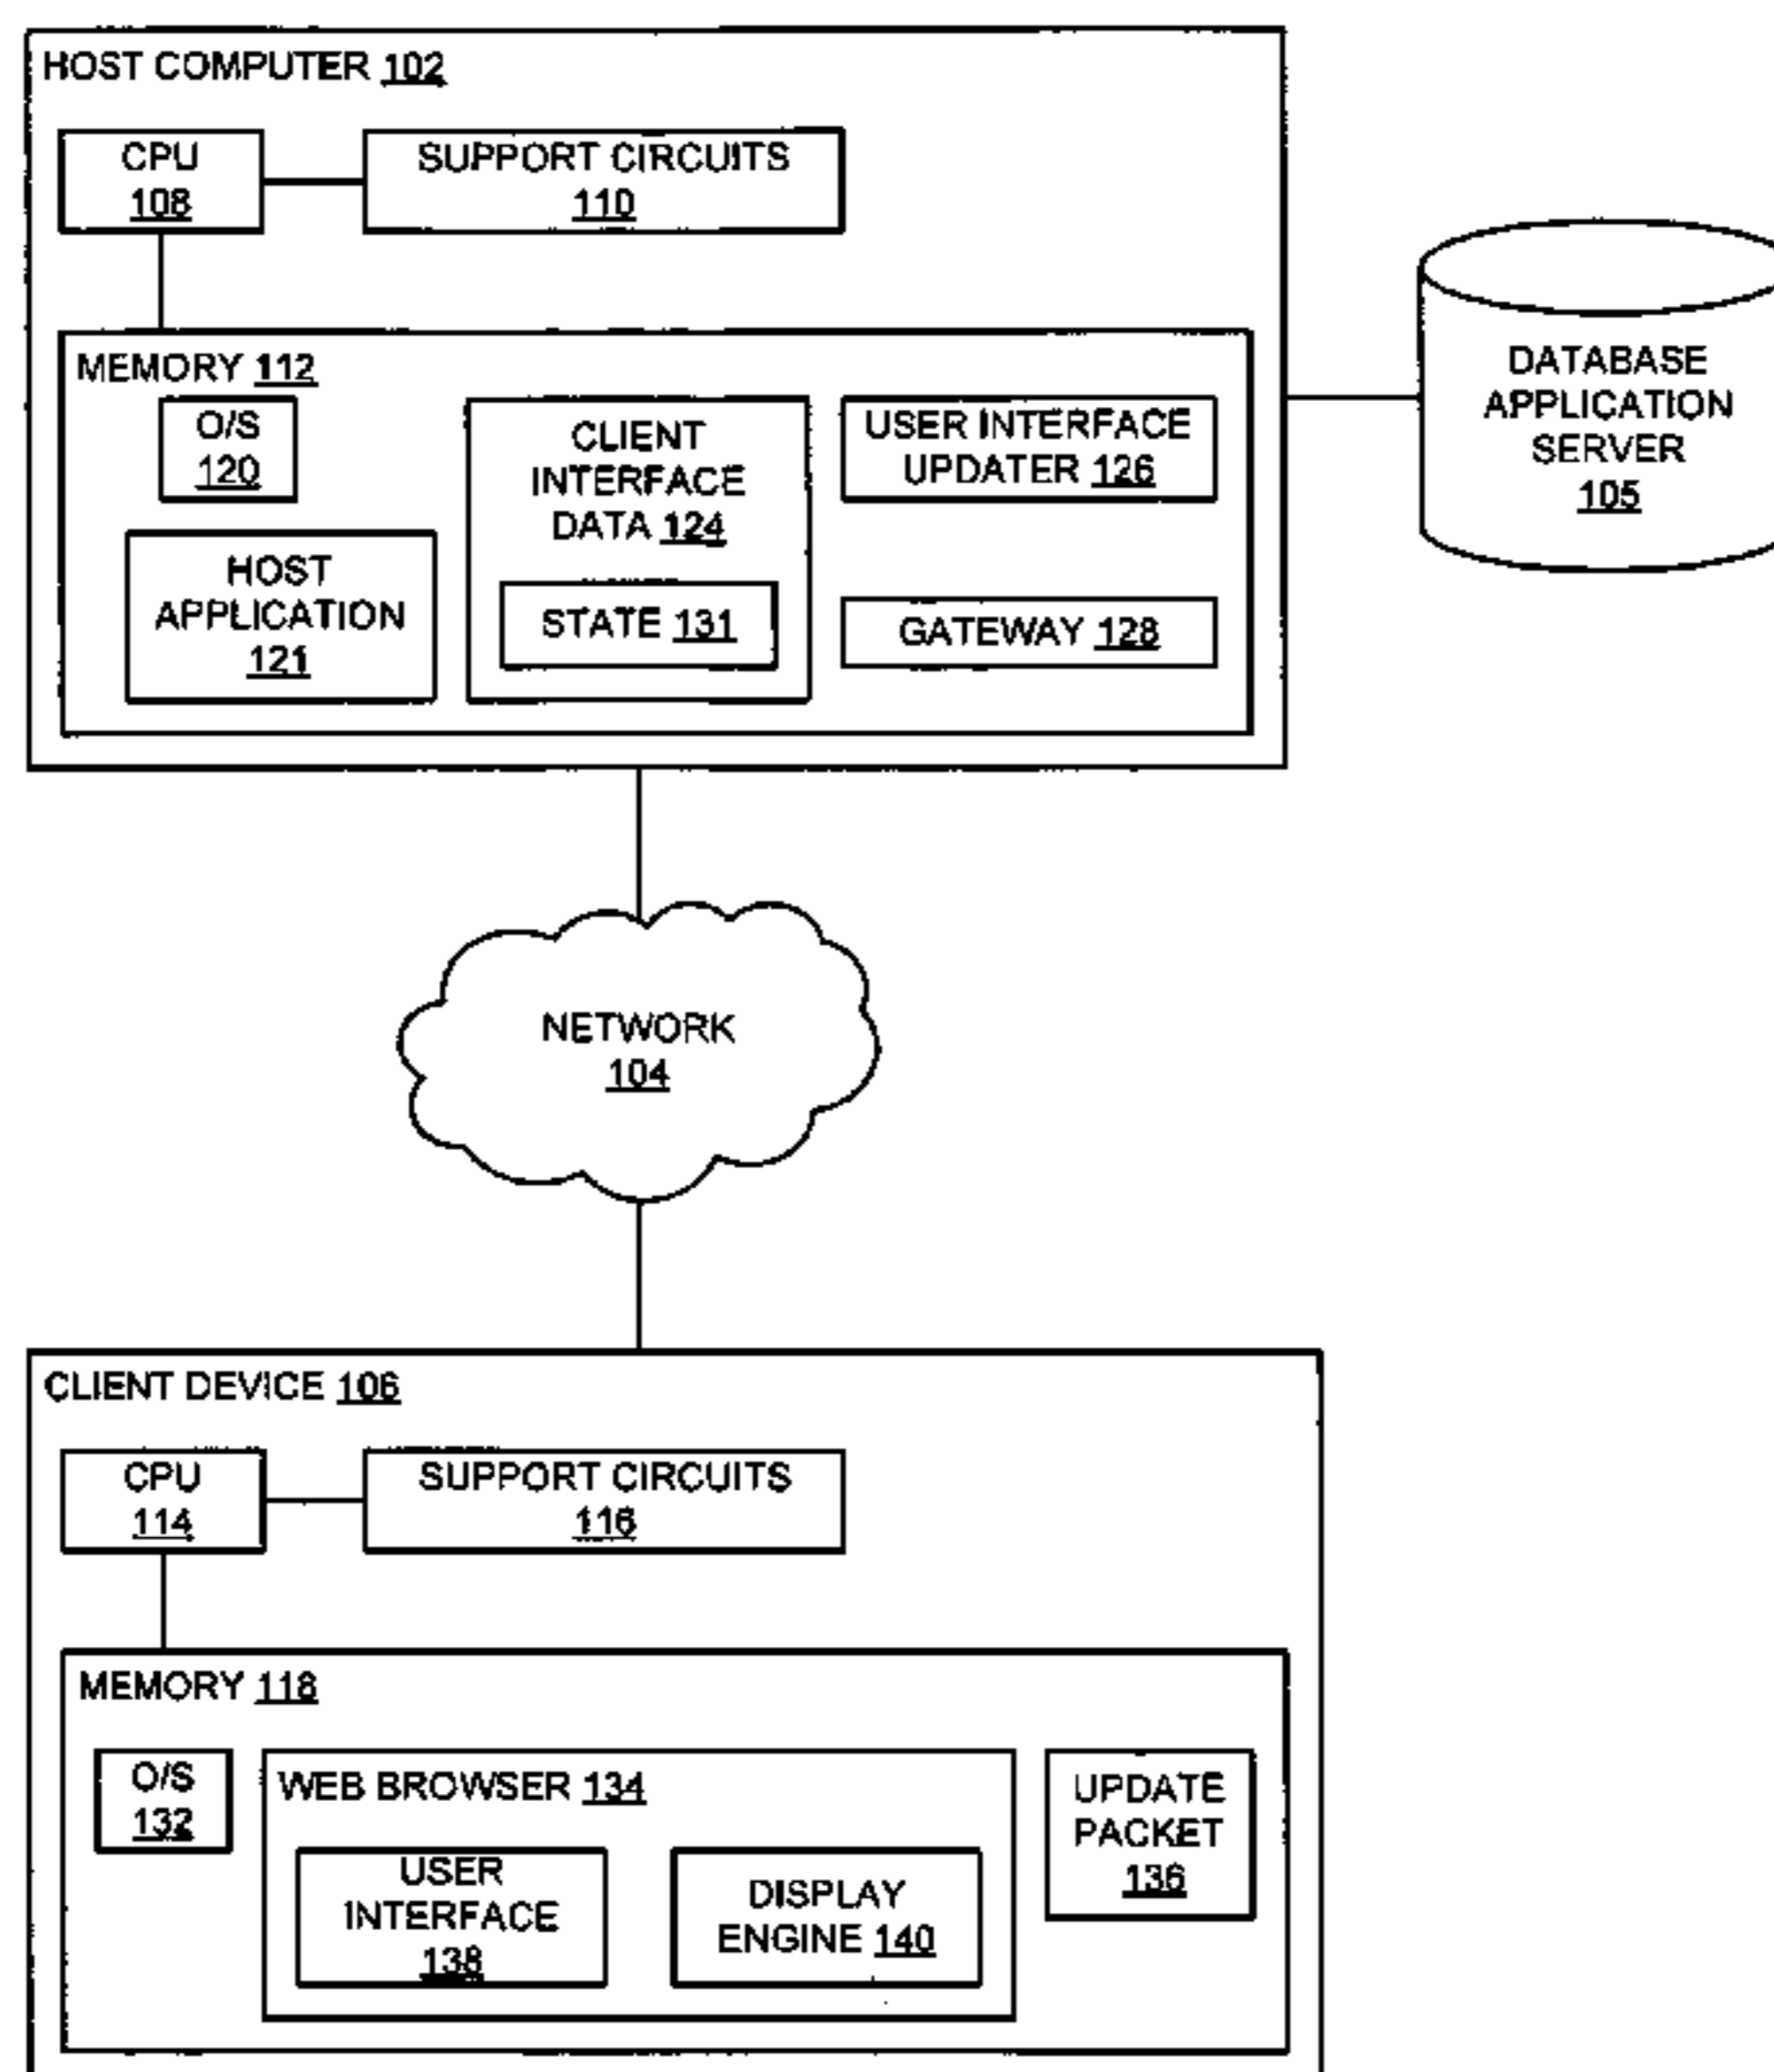 HOST COMPUTER 102
CPU
108
SUPPORT CIRCUITS
110
MEMORY 112
O/S
120
HOST
APPLICATION
121
CLIENT
INTERFACE
DATA 124
STATE 131
USER INTERFACE
UPDATER 126
GATEWAY 128
DATABASE
APPLICATION
SERVER
105
NETWORK
104
CLIENT DEVICE 106
CPU
114
SUPPORT CIRCUITS
116
MEMORY 118
O/S
132
WEB BROWSER 134
USER
INTERFACE
138
DISPLAY
ENGINE 140
UPDATE
PACKET
136